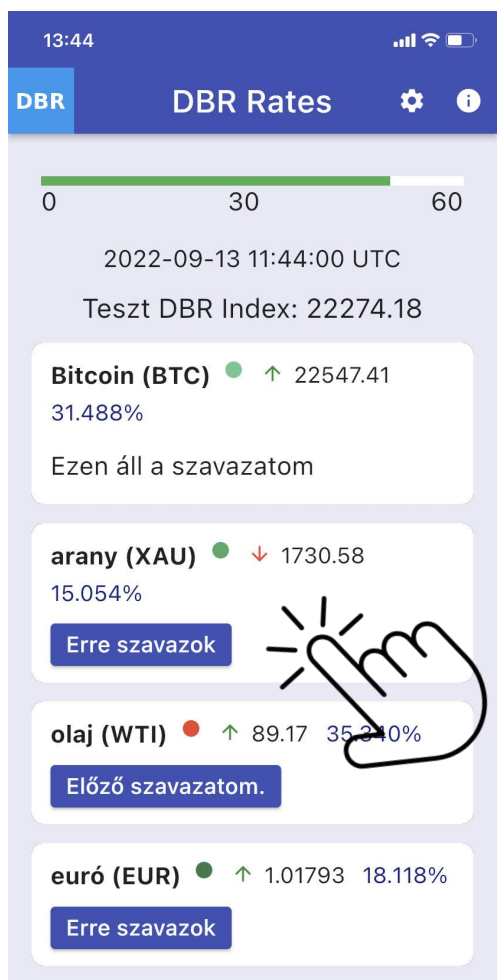 13:44
DBR DBR Rates
0 30 60
2022-09-13 11:44:00 UTC
Teszt DBR Index: 22274.18
Bitcoin (BTC) ↑ 22547.41
31.488%
Ezen áll a szavazatom
arany (XAU) ↓ 1730.58
15.054%
Erre szavazok
olaj (WTI) ↑ 89.17 35.340%
Előző szavazatom.
euró (EUR) ↑ 1.01793 18.118%
Erre szavazok